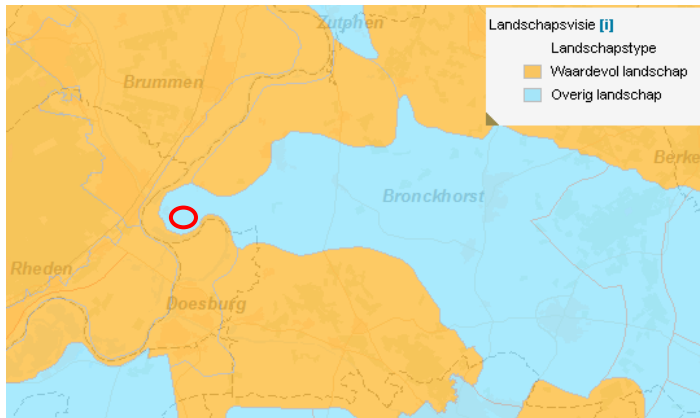 Zutphen
Landschapsvisie [i]
Landschapstype
Waardevol landschap
Overig landschap
Brummen
Berke
Bronckhorst
Rheden
Doesburg